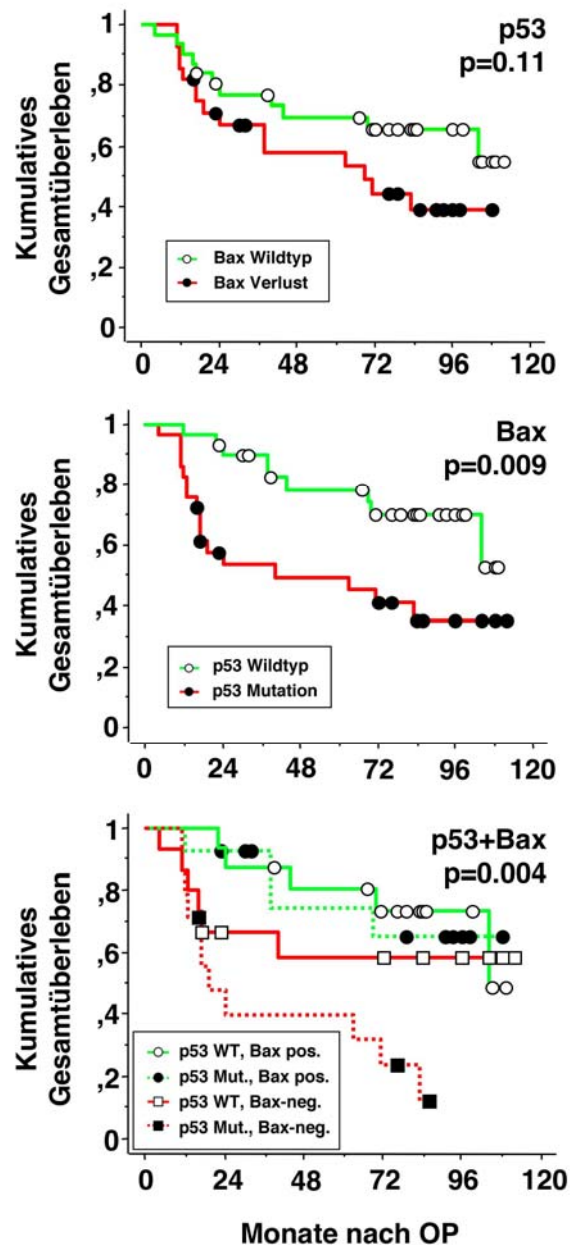 p53
p=0.11
Kumulatives
Gesamtüberleben
1
,8
,6
,4
,2
0
Bax Wildtyp
Bax Verlust
0 24 48 72 96 120
Bax
p=0.009
Kumulatives
Gesamtüberleben
1
,8
,6
,4
,2
0
p53 Wildtyp
p53 Mutation
0 24 48 72 96 120
p53+Bax
p=0.004
Kumulatives
Gesamtüberleben
1
,8
,6
,4
,2
0
p53 WT, Bax pos.
p53 Mut., Bax pos.
p53 WT, Bax-neg.
p53 Mut., Bax-neg.
0 24 48 72 96 120
Monate nach OP